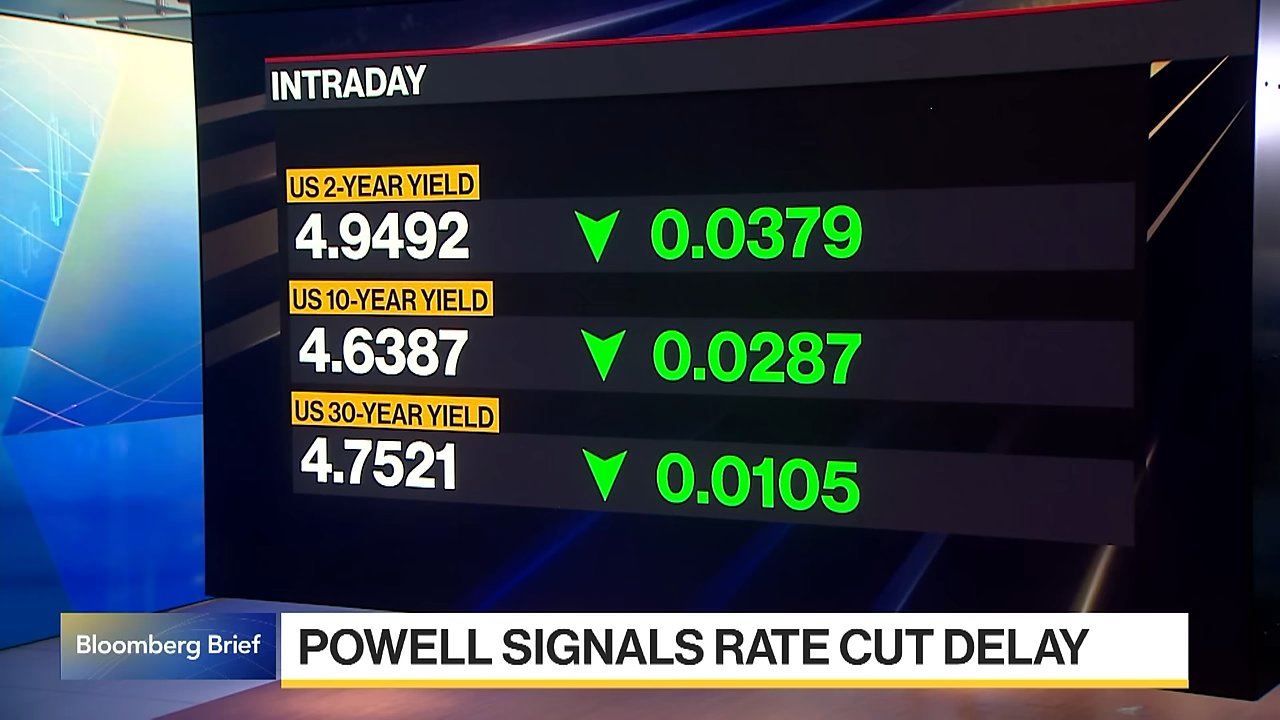 INTRADAY
US 2-YEAR YIELD
4.9492 ▼ 0.0379
US 10-YEAR YIELD
4.6387 ▼ 0.0287
US 30-YEAR YIELD
4.7521 ▼ 0.0105
Bloomberg Brief POWELL SIGNALS RATE CUT DELAY